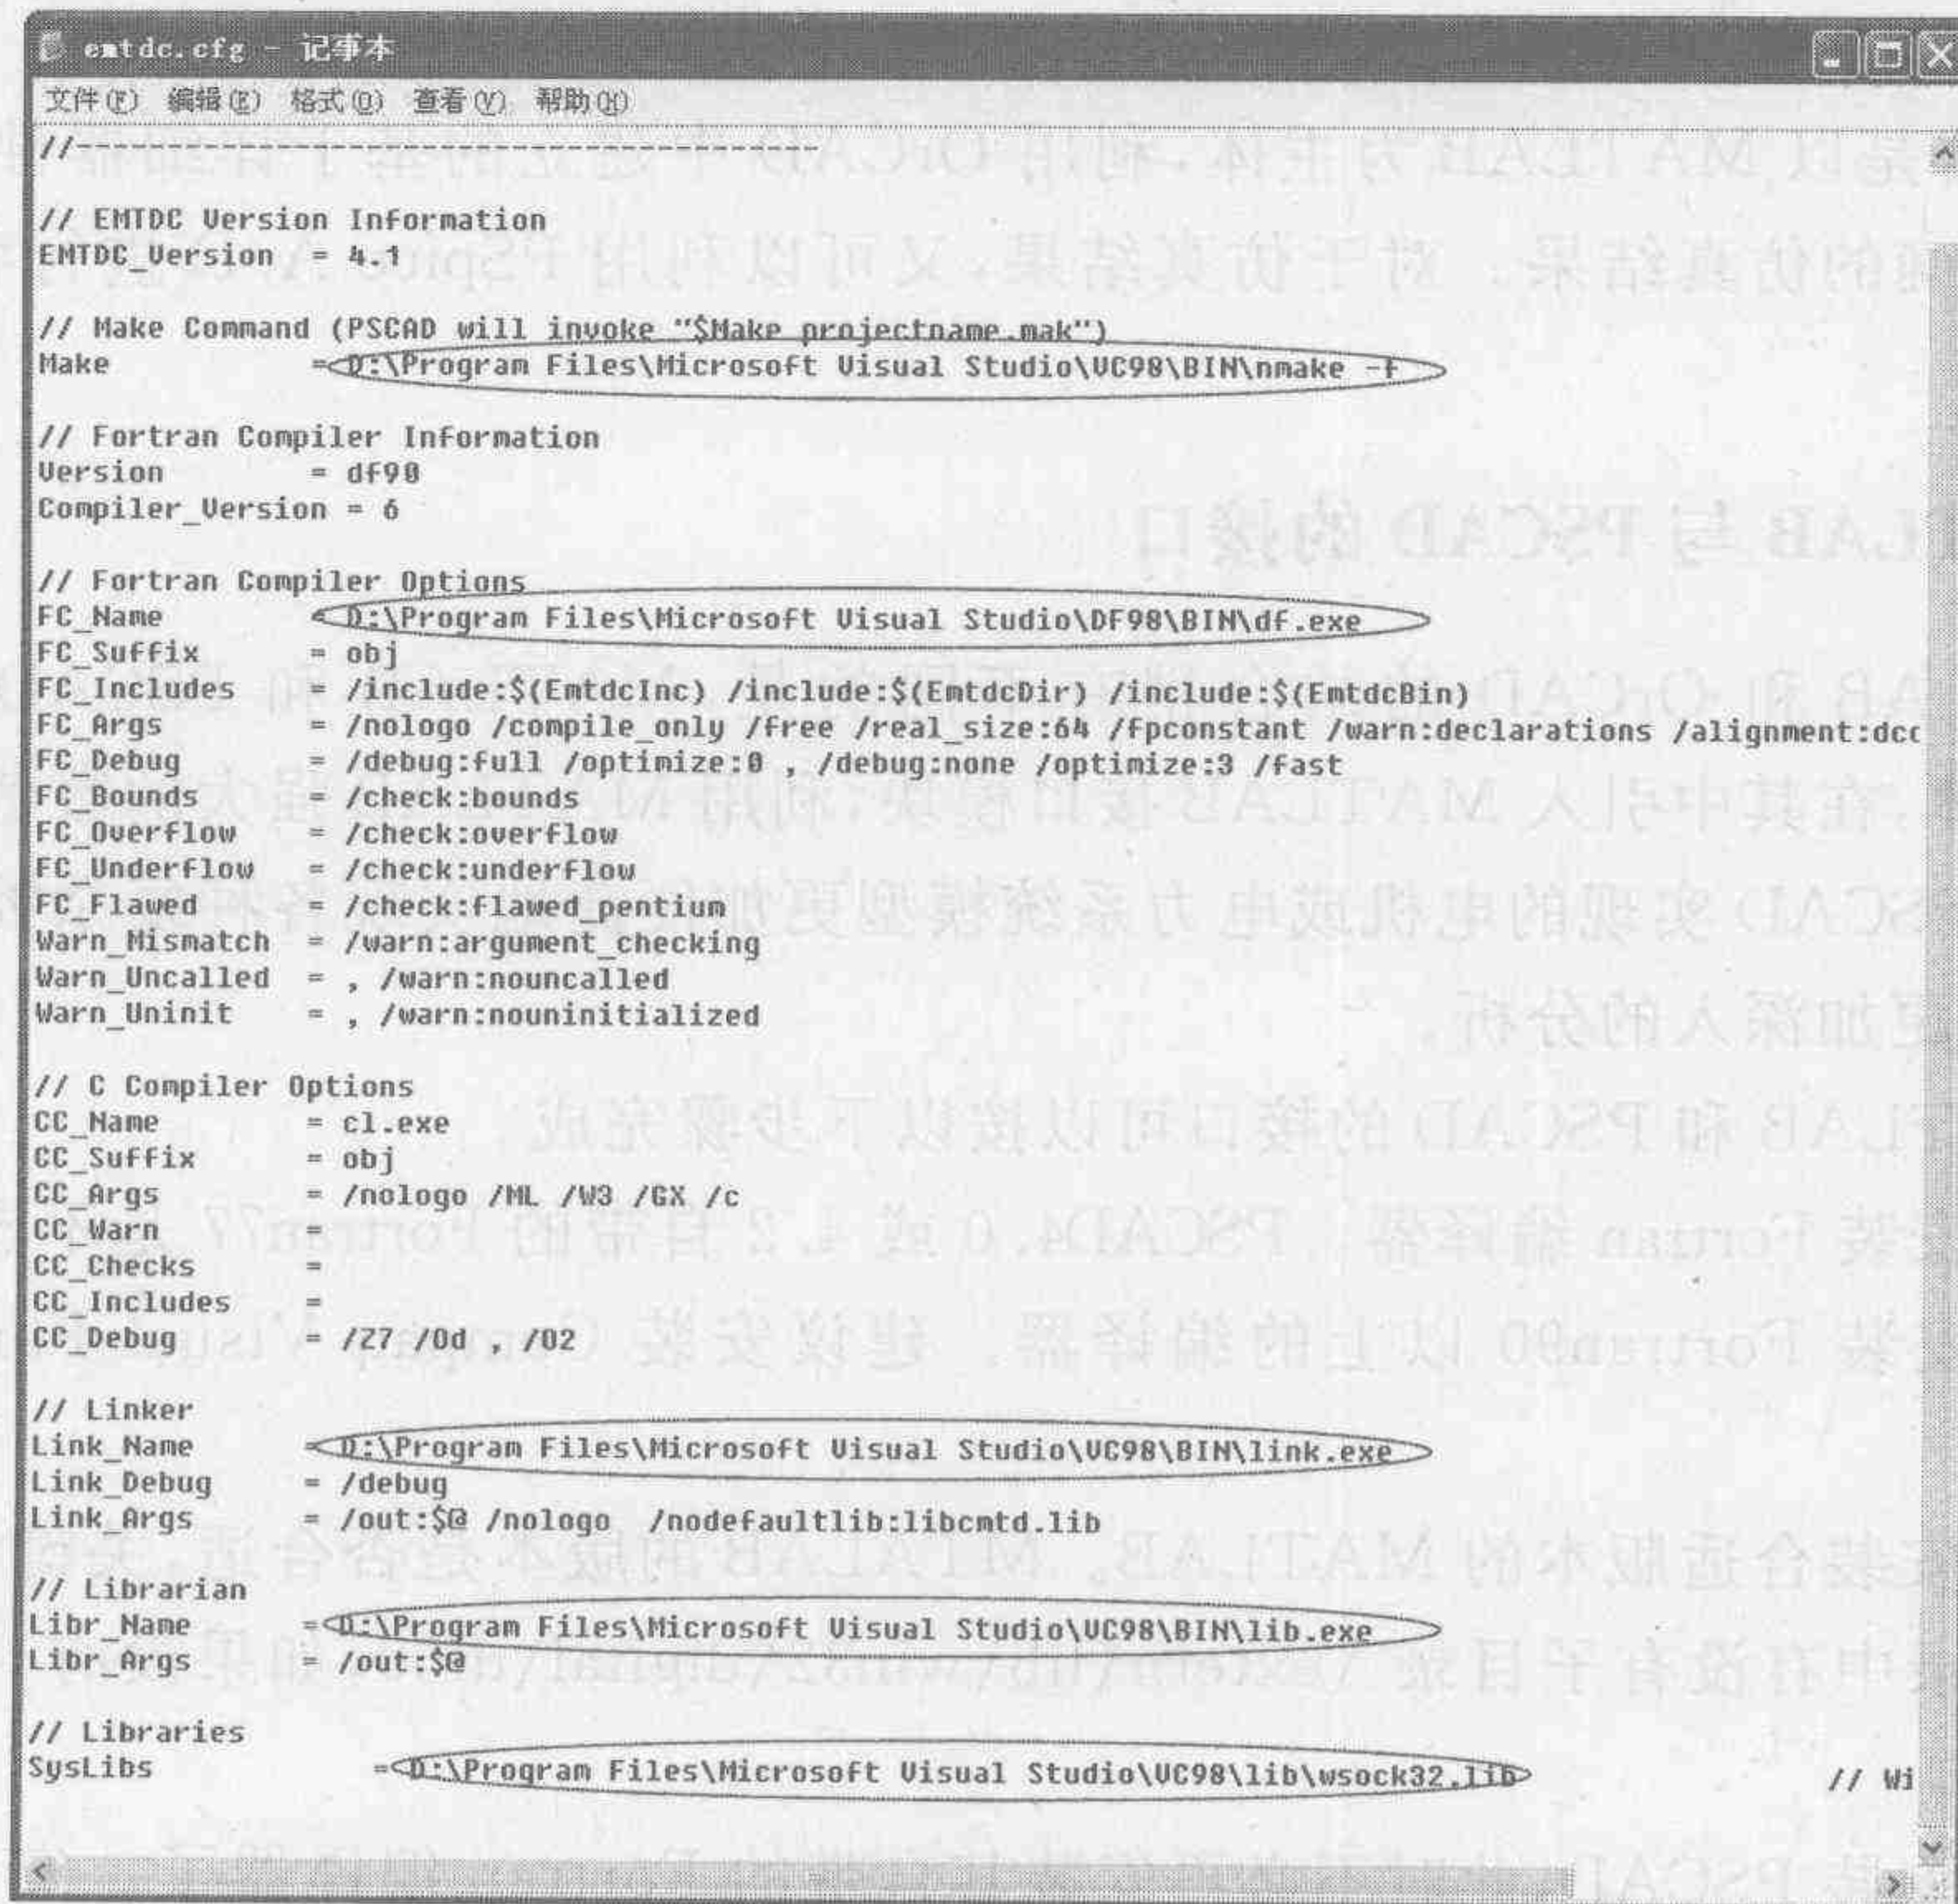 emtdc.cfg - 记事本
文件(F) 编辑(E) 格式(O) 查看(V) 帮助(H)
//-----------------------------------------
// EMTDC Version Information
EMTDC_Version = 4.1
// Make Command (PSCAD will invoke "$Make projectname.mak")
Make = D:\Program Files\Microsoft Visual Studio\VC98\BIN\nmake -f
// Fortran Compiler Information
Version = df90
Compiler_Version = 6
// Fortran Compiler Options
FC_Name = D:\Program Files\Microsoft Visual Studio\DF98\BIN\df.exe
FC_Suffix = obj
FC_Includes = /include:$(EmtdcInc) /include:$(EmtdcDir) /include:$(EmtdcBin)
FC_Args = /nologo /compile_only /free /real_size:64 /fpconstant /warn:declarations /alignment:dcc
FC_Debug = /debug:full /optimize:0 , /debug:none /optimize:3 /fast
FC_Bounds = /check:bounds
FC_Overflow = /check:overflow
FC_Underflow = /check:underflow
FC_Flawed = /check:flawed_pentium
Warn_Mismatch = /warn:argument_checking
Warn_Uncalled = , /warn:nouncalled
Warn_Uninit = , /warn:nouninitialized
// C Compiler Options
CC_Name = cl.exe
CC_Suffix = obj
CC_Args = /nologo /ML /W3 /GX /c
CC_Warn =
CC_Checks =
CC_Includes =
CC_Debug = /Z7 /Od , /O2
// Linker
Link_Name = D:\Program Files\Microsoft Visual Studio\VC98\BIN\link.exe
Link_Debug = /debug
Link_Args = /out:$@ /nologo /nodefaultlib:libcmtd.lib
// Librarian
Libr_Name = D:\Program Files\Microsoft Visual Studio\VC98\BIN\lib.exe
Libr_Args = /out:$@
// Libraries
SysLibs = D:\Program Files\Microsoft Visual Studio\VC98\lib\wsock32.lib // Wi